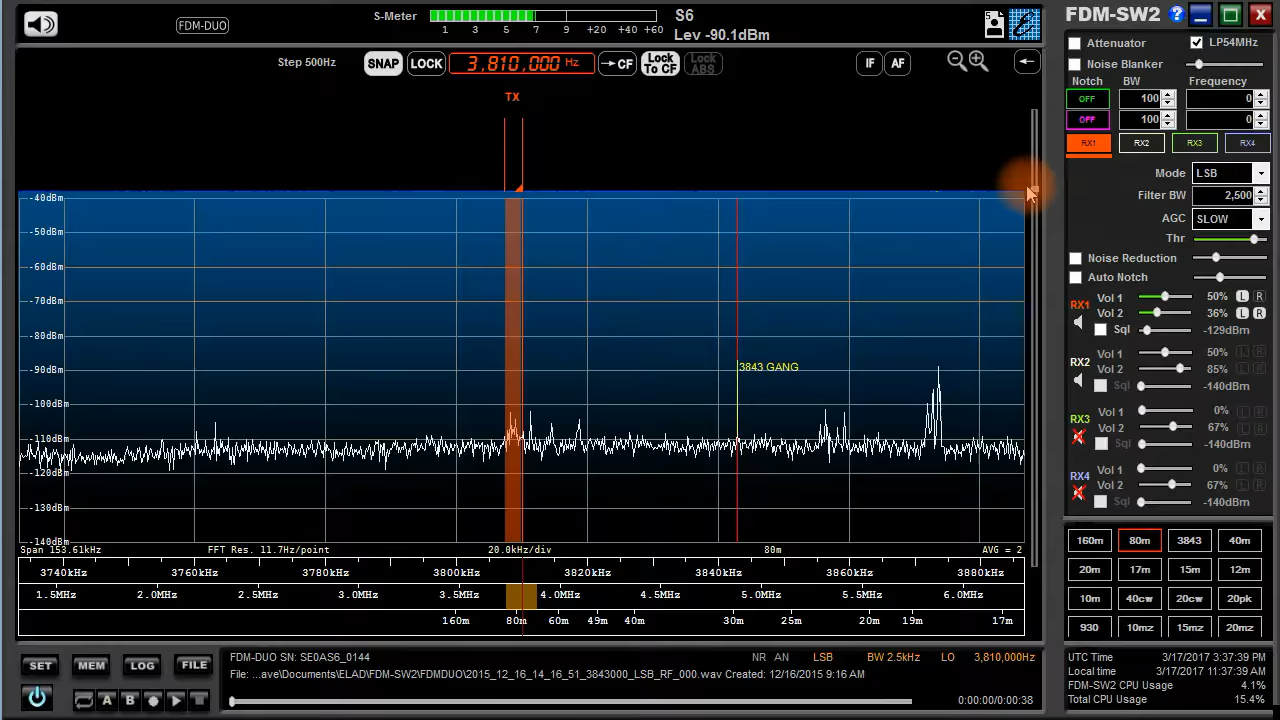 S-Meter
1 3 5 7 9 +20 +40 +60
S6
Lev -90.1dBm
FDM-DUO
5
FDM-SW2 ?
Step 500Hz SNAP LOCK 3,810,000 Hz →CF Lock To CF Lock ABS IF AF
TX
-40dBm
-50dBm
-60dBm
-70dBm
-80dBm
-90dBm
-100dBm
-110dBm
-120dBm
-130dBm
-140dBm
3843 GANG
Span 153.61kHz FFT Res. 11.7Hz/point 20.0kHz/div 80m AVG = 2
3740kHz 3760kHz 3780kHz 3800kHz 3820kHz 3840kHz 3860kHz 3880kHz
1.5MHz 2.0MHz 2.5MHz 3.0MHz 3.5MHz 4.0MHz 4.5MHz 5.0MHz 5.5MHz 6.0MHz
160m 80m 60m 49m 40m 30m 25m 20m 19m 17m
SET MEM LOG FILE
A B
FDM-DUO SN: SE0AS6_0144 NR AN LSB BW 2.5kHz LO 3,810,000Hz
File: ...ave\Documents\ELAD\FDM-SW2\FDMDUO\2015_12_16_14_16_51_3843000_LSB_RF_000.wav Created: 12/16/2015 9:16 AM
0:00:00/0:00:38
Attenuator LP54MHz
Noise Blanker
Notch BW Frequency
OFF 100 0
OFF 100 0
RX1 RX2 RX3 RX4
Mode LSB
Filter BW 2,500
AGC SLOW
Thr
Noise Reduction
Auto Notch
RX1 Vol 1 50% L R
Vol 2 36% L R
Sql -129dBm
RX2 Vol 1 50% L R
Vol 2 85% L R
Sql -140dBm
RX3 Vol 1 0% L R
Vol 2 67% L R
Sql -140dBm
RX4 Vol 1 0% L R
Vol 2 67% L R
Sql -140dBm
160m 80m 3843 40m
20m 17m 15m 12m
10m 40cw 20cw 20pk
930 10mz 15mz 20mz
UTC Time 3/17/2017 3:37:39 PM
Local time 3/17/2017 11:37:39 AM
FDM-SW2 CPU Usage 4.1%
Total CPU Usage 15.4%